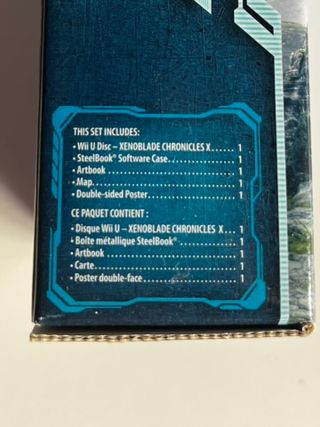 THIS SET INCLUDES:
• Wii U Disc – XENOBLADE CHRONICLES X...... 1
• SteelBook® Software Case.................. 1
• Artbook.................................... 1
• Map........................................ 1
• Double-sided Poster........................ 1
CE PAQUET CONTIENT :
• Disque Wii U – XENOBLADE CHRONICLES X... 1
• Boîte métallique SteelBook®................ 1
• Artbook.................................... 1
• Carte...................................... 1
• Poster double-face......................... 1